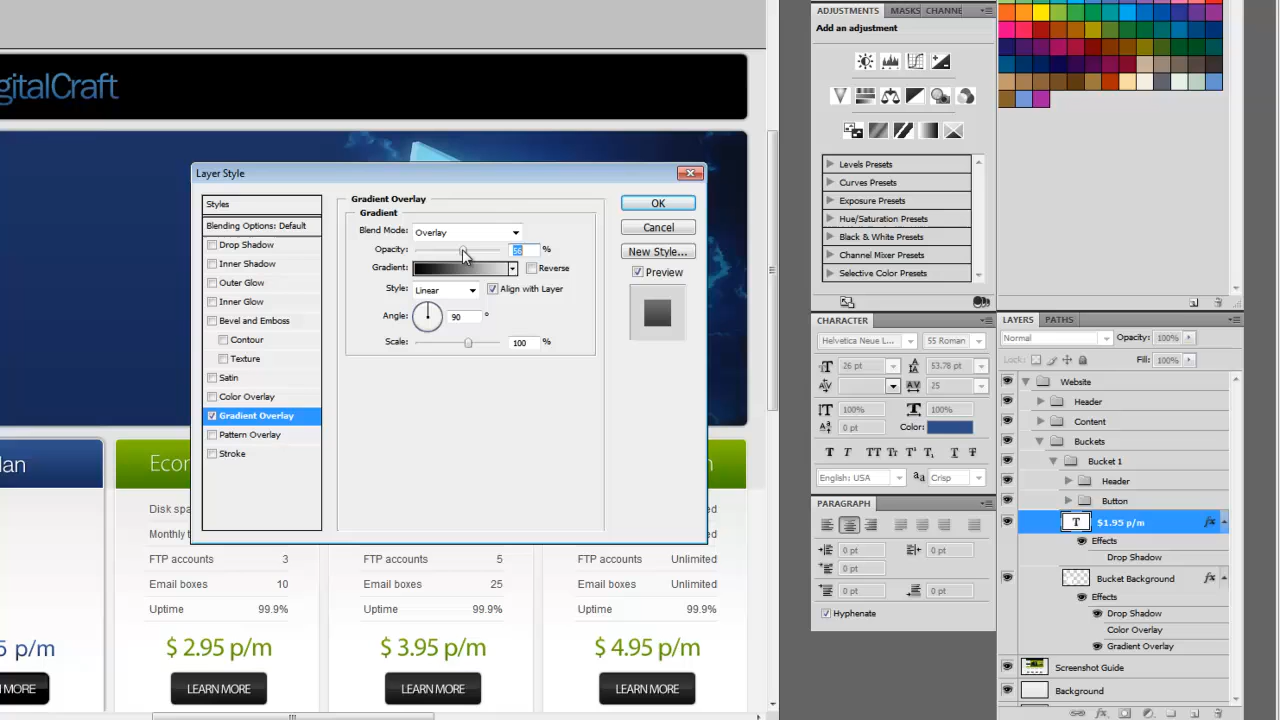 ADJUSTMENTS MASKS CHANNE
Add an adjustment
Levels Presets
Curves Presets
Exposure Presets
Hue/Saturation Presets
Black & White Presets
Channel Mixer Presets
Selective Color Presets
gitalCraft
Layer Style
Styles
Blending Options: Default
Drop Shadow
Inner Shadow
Outer Glow
Inner Glow
Bevel and Emboss
Contour
Texture
Satin
Color Overlay
Gradient Overlay
Pattern Overlay
Stroke
Gradient Overlay
Gradient
Blend Mode: Overlay
Opacity: %
Gradient: Reverse
Style: Linear Align with Layer
Angle: 90 °
Scale: 100 %
OK
Cancel
New Style...
Preview
lan
Econ
n
Disk spa
Monthly t
FTP accounts 3
Email boxes 10
Uptime 99.9%
FTP accounts 5
Email boxes 25
Uptime 99.9%
FTP accounts Unlimited
Email boxes Unlimited
Uptime 99.9%
5 p/m
$ 2.95 p/m
$ 3.95 p/m
$ 4.95 p/m
N MORE
LEARN MORE
LEARN MORE
LEARN MORE
CHARACTER
Helvetica Neue L... 55 Roman
26 pt 53.78 pt
25
100% 100%
0 pt Color:
T T TT Tr T¹ T₁ T T
English: USA aa Crisp
PARAGRAPH
0 pt 0 pt
0 pt
0 pt 0 pt
Hyphenate
LAYERS PATHS
Normal Opacity: 100%
Lock: Fill: 100%
Website
Header
Content
Buckets
Bucket 1
Header
Button
T $1.95 p/m fx
Effects
Drop Shadow
Bucket Background fx
Effects
Drop Shadow
Color Overlay
Gradient Overlay
Screenshot Guide
Background